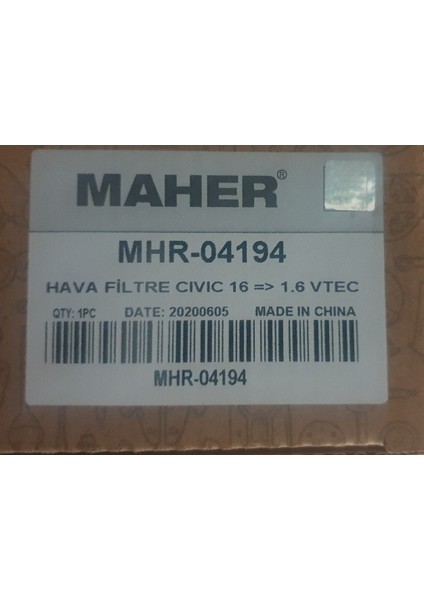 MAHER®
MHR-04194
HAVA FİLTRE CIVIC 16 => 1.6 VTEC
QTY: 1PC DATE: 20200605 MADE IN CHINA
MHR-04194